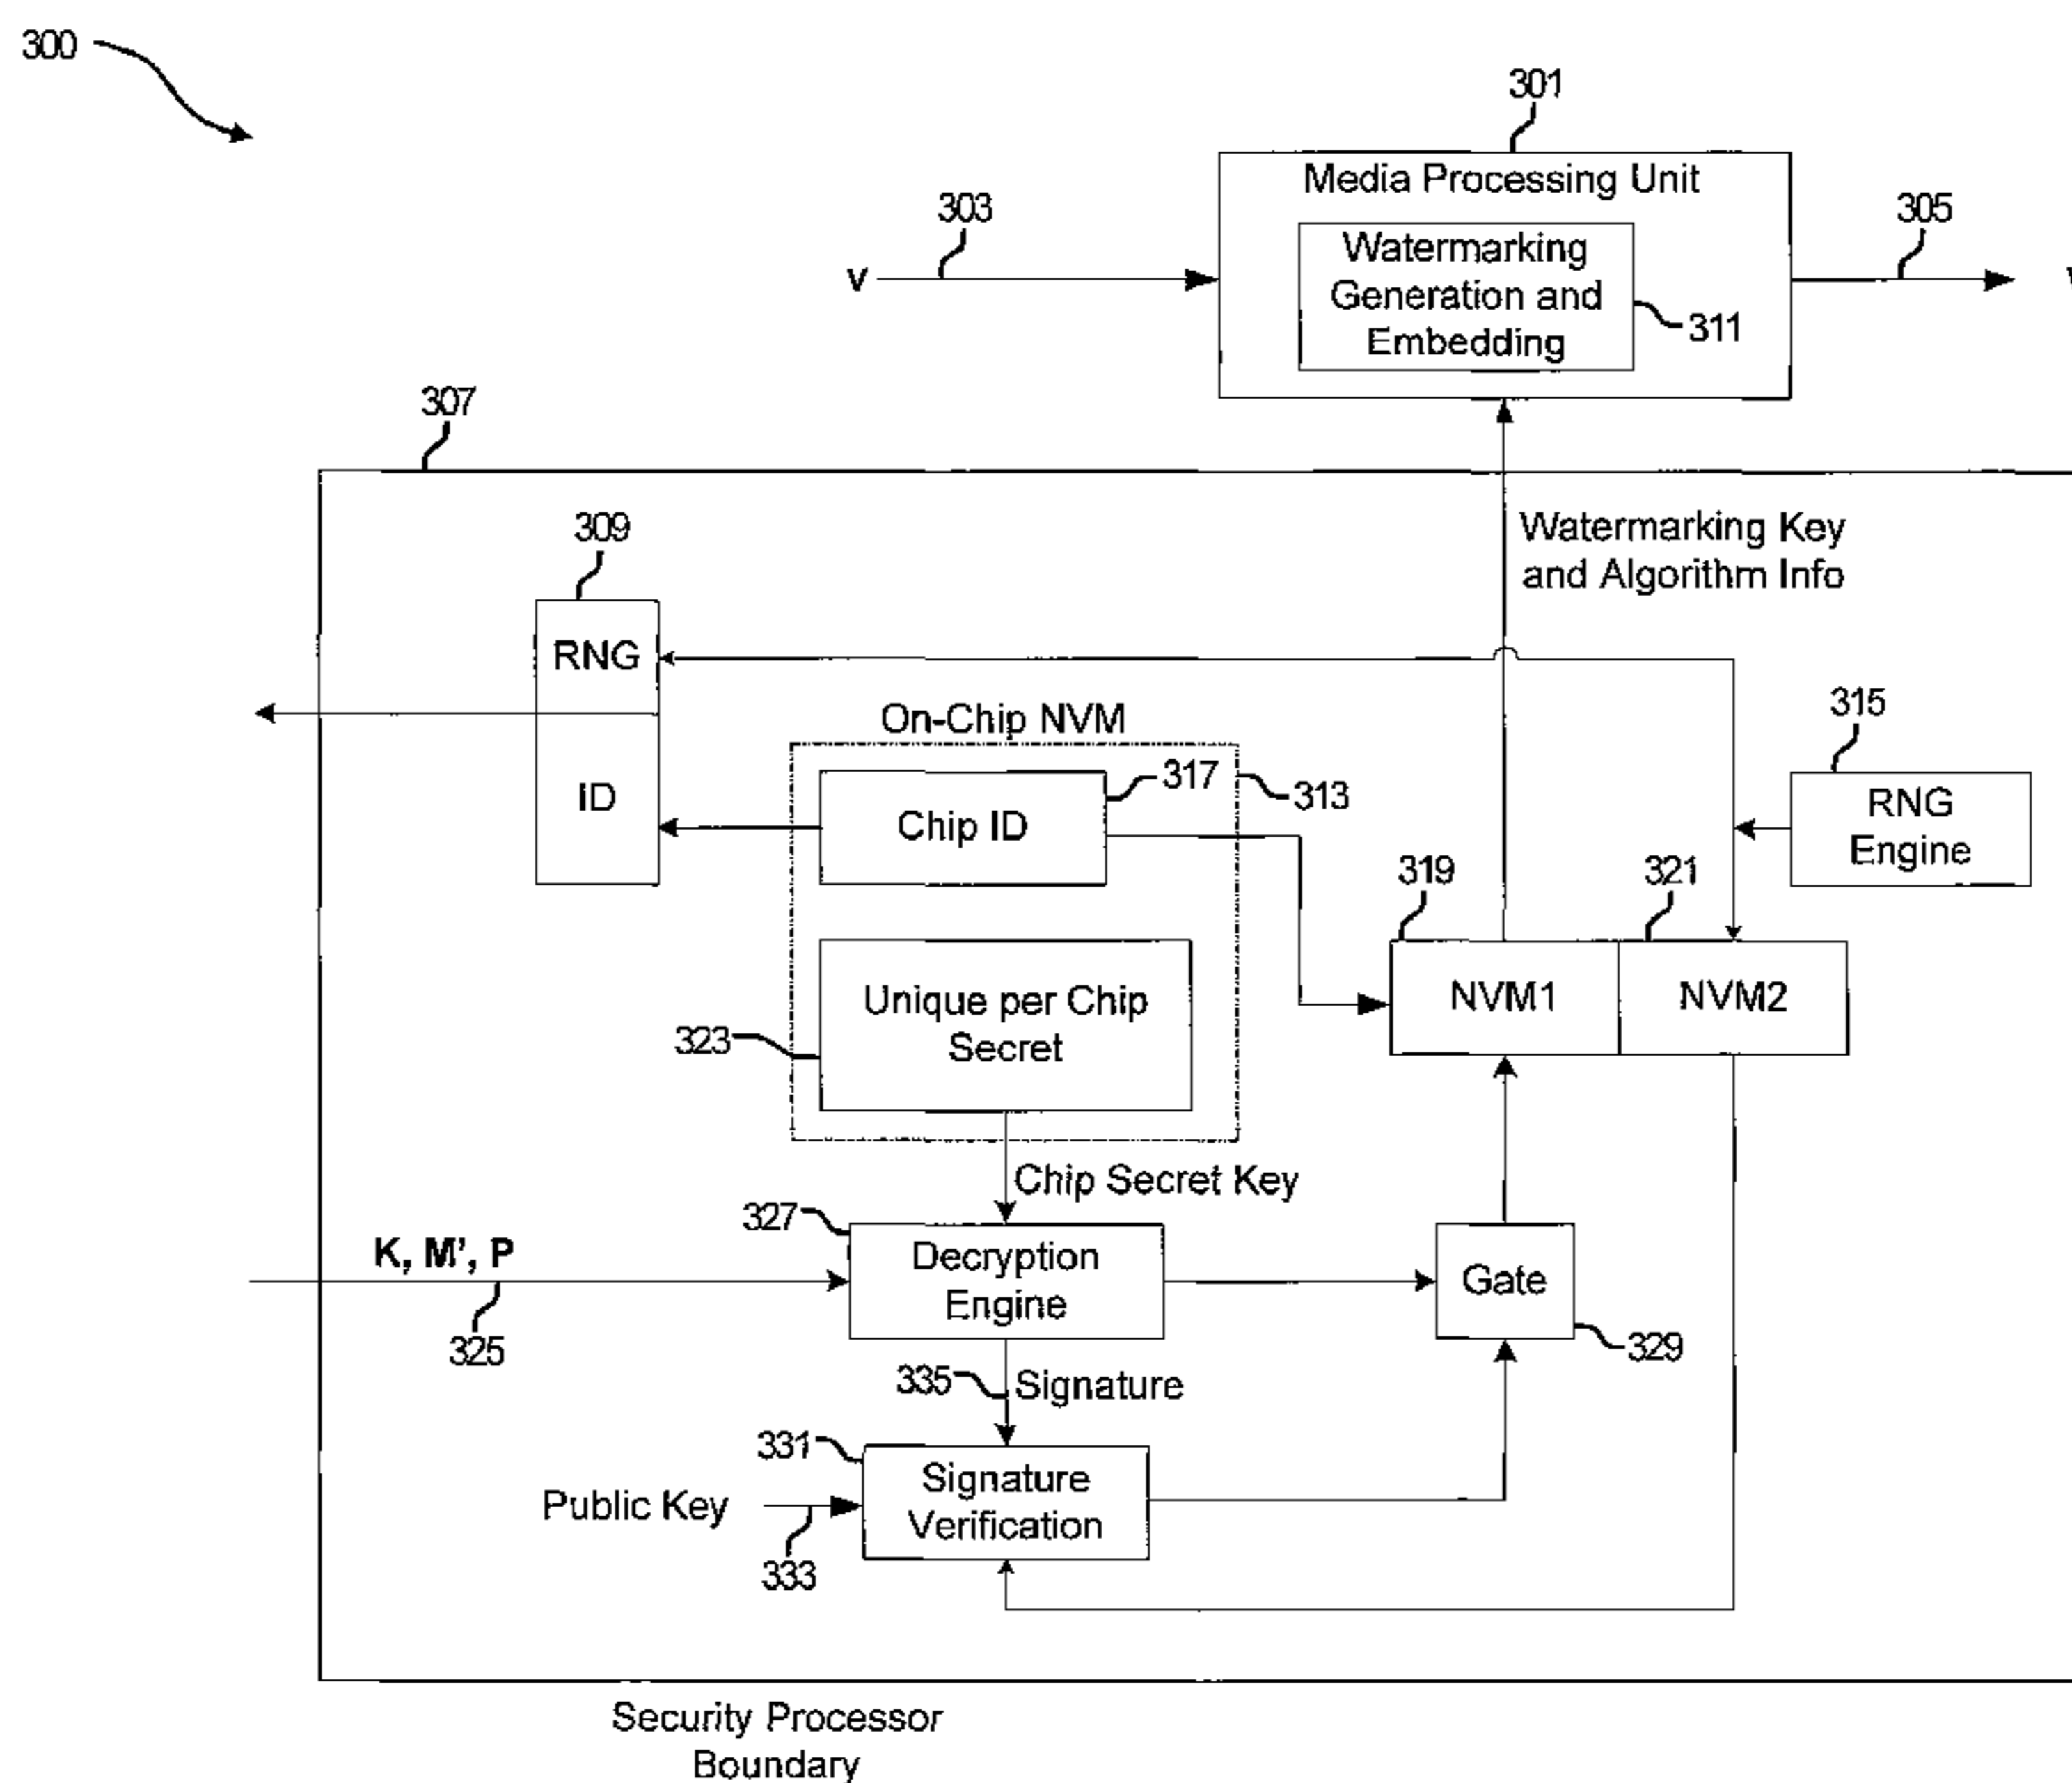 300
301
Media Processing Unit
303
305
V
Watermarking
Generation and
Embedding
311
307
309
Watermarking Key
and Algorithm Info
RNG
On-Chip NVM
315
317
313
ID
Chip ID
RNG
Engine
319
321
Unique per Chip
Secret
323
NVM1
NVM2
Chip Secret Key
327
K, M', P
Decryption
Engine
Gate
325
329
335
Signature
331
Signature
Verification
Public Key
333
Security Processor
Boundary